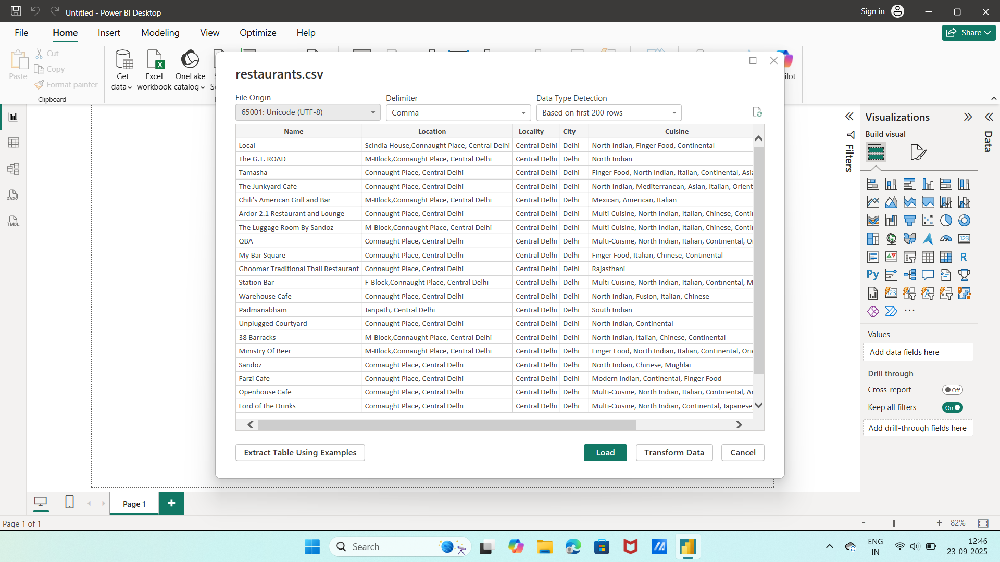 Untitled - Power BI Desktop
Sign in
File
Home
Insert
Modeling
View
Optimize
Help
Share
Paste
Cut
Copy
Format painter
Clipboard
Get data
Excel workbook
OneLake catalog
ilot
restaurants.csv
File Origin
Delimiter
Data Type Detection
65001: Unicode (UTF-8)
Comma
Based on first 200 rows
Name Location Locality City Cuisine
Local Scindia House,Connaught Place, Central Delhi Central Delhi Delhi North Indian, Finger Food, Continental
The G.T. ROAD M-Block,Connaught Place, Central Delhi Central Delhi Delhi North Indian
Tamasha Connaught Place, Central Delhi Central Delhi Delhi Finger Food, North Indian, Italian, Continental, Asia
The Junkyard Cafe Connaught Place, Central Delhi Central Delhi Delhi North Indian, Mediterranean, Asian, Italian, Orient
Chili's American Grill and Bar M-Block,Connaught Place, Central Delhi Central Delhi Delhi Mexican, American, Italian
Ardor 2.1 Restaurant and Lounge Connaught Place, Central Delhi Central Delhi Delhi Multi-Cuisine, North Indian, Italian, Chinese, Contin
The Luggage Room By Sandoz M-Block,Connaught Place, Central Delhi Central Delhi Delhi Multi-Cuisine, North Indian, Italian, Chinese, Contin
QBA Connaught Place, Central Delhi Central Delhi Delhi Multi-Cuisine, North Indian, Italian, Continental, O
My Bar Square Connaught Place, Central Delhi Central Delhi Delhi Finger Food, Italian, Chinese, Continental
Ghoomar Traditional Thali Restaurant Connaught Place, Central Delhi Central Delhi Delhi Rajasthani
Station Bar F-Block,Connaught Place, Central Delhi Central Delhi Delhi Multi-Cuisine, North Indian, Italian, Continental, M
Warehouse Cafe Connaught Place, Central Delhi Central Delhi Delhi North Indian, Fusion, Italian, Chinese
Padmanabham Janpath, Central Delhi Central Delhi Delhi South Indian
Unplugged Courtyard Connaught Place, Central Delhi Central Delhi Delhi North Indian, Continental
38 Barracks M-Block,Connaught Place, Central Delhi Central Delhi Delhi North Indian, Italian, Chinese, Continental
Ministry Of Beer M-Block,Connaught Place, Central Delhi Central Delhi Delhi Finger Food, North Indian, Italian, Continental, Orie
Sandoz Connaught Place, Central Delhi Central Delhi Delhi North Indian, Chinese, Mughlai
Farzi Cafe Connaught Place, Central Delhi Central Delhi Delhi Modern Indian, Continental, Finger Food
Openhouse Cafe Connaught Place, Central Delhi Central Delhi Delhi Multi-Cuisine, North Indian, Italian, Continental, A
Lord of the Drinks Connaught Place, Central Delhi Central Delhi Delhi Multi-Cuisine, North Indian, Continental, Japanese,
Extract Table Using Examples
Load
Transform Data
Cancel
DAX
TMDL
Filters
Visualizations
Build visual
123
R
Py
123
Values
Add data fields here
Drill through
Cross-report
Off
Keep all filters
On
Add drill-through fields here
Data
Page 1
Page 1 of 1
82%
Search
ENG
IN
12:46
23-09-2025